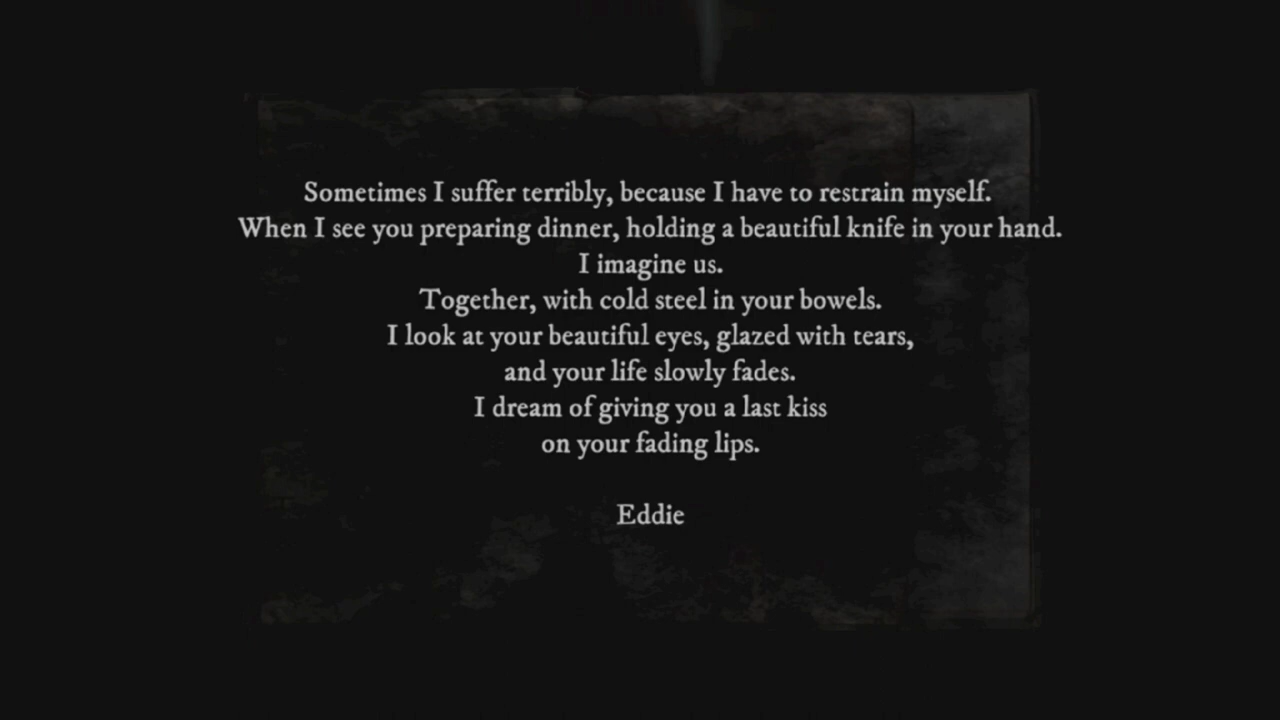 Sometimes I suffer terribly, because I have to restrain myself.
When I see you preparing dinner, holding a beautiful knife in your hand.
I imagine us.
Together, with cold steel in your bowels.
I look at your beautiful eyes, glazed with tears,
and your life slowly fades.
I dream of giving you a last kiss
on your fading lips.
Eddie